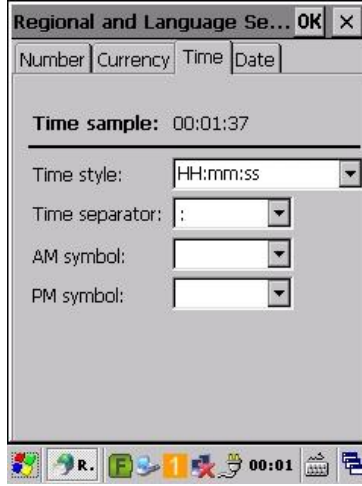 Regional and Language Se... OK ×
Number Currency Time Date
Time sample: 00:01:37
Time style: HH:mm:ss
Time separator: :
AM symbol:
PM symbol:
R. F 1 00:01